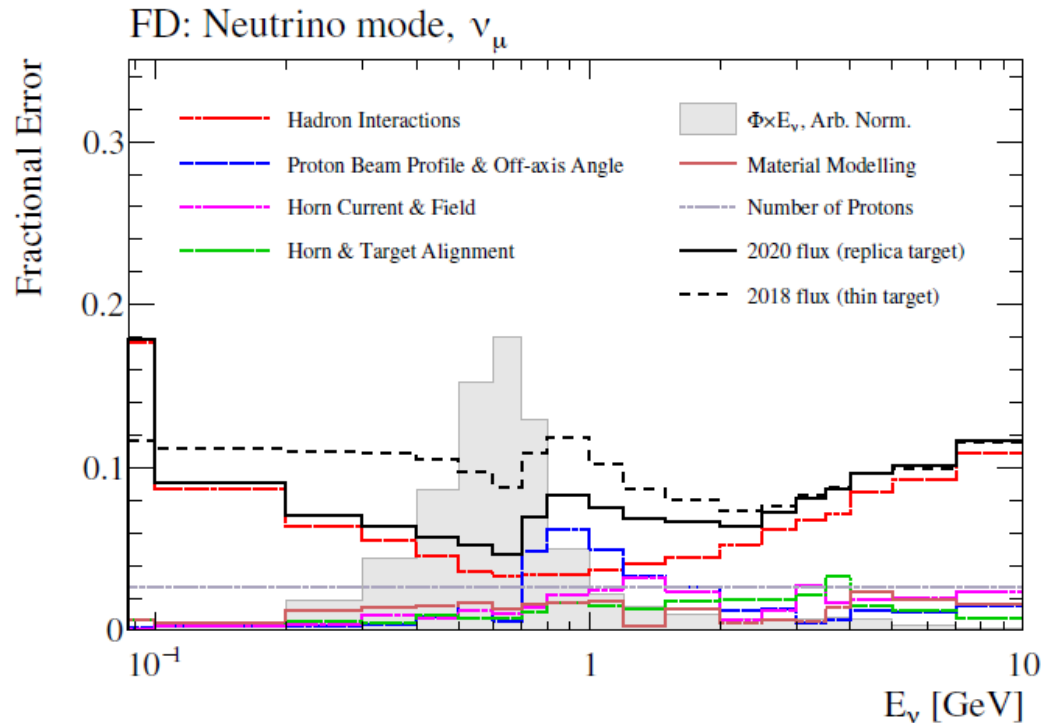 FD: Neutrino mode, νμ
Fractional Error
0.3
0.2
0.1
0
Hadron Interactions
Proton Beam Profile & Off-axis Angle
Horn Current & Field
Horn & Target Alignment
Φ×Eν, Arb. Norm.
Material Modelling
Number of Protons
2020 flux (replica target)
2018 flux (thin target)
10⁻¹
1
10
Eν [GeV]